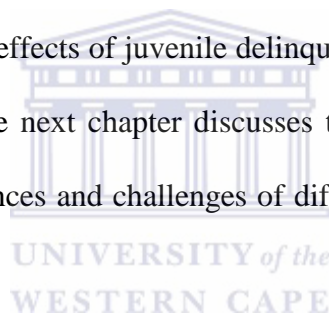 effects of juvenile delinqu
next chapter discusses
nces and challenges of dif
UNIVERSITY of the
WESTERN CAPE